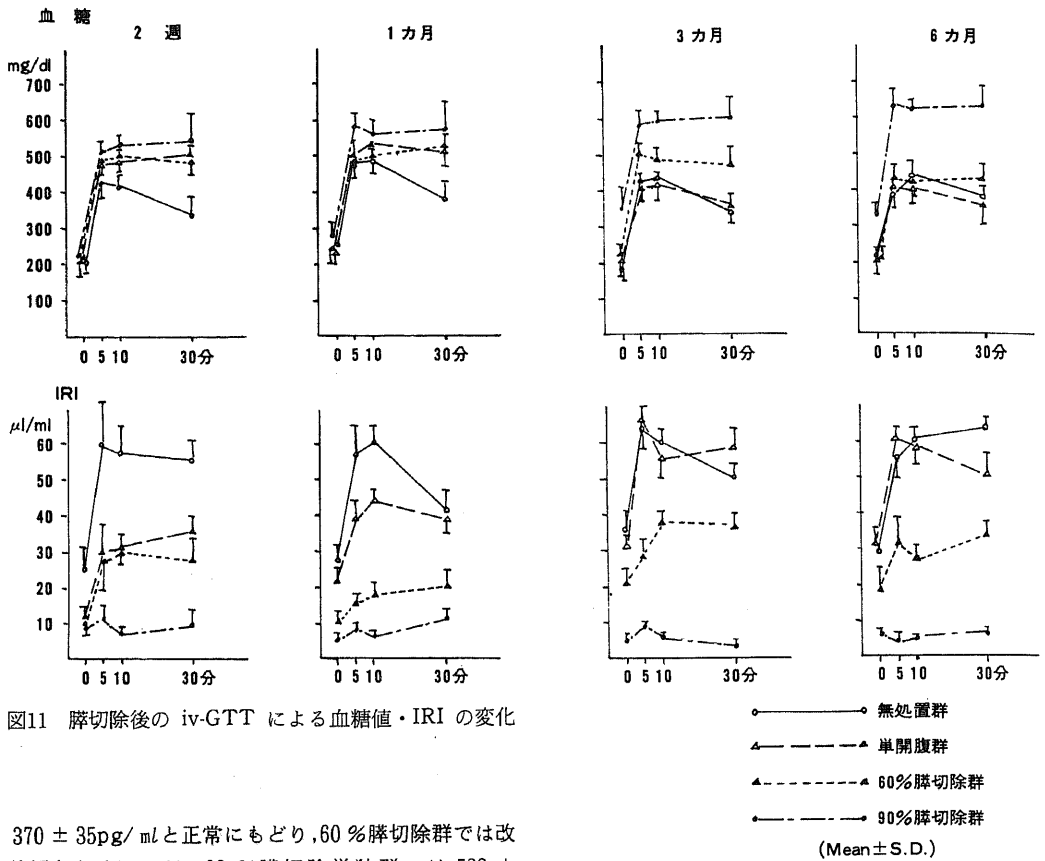 血 糖
2 週
1 カ月
3 カ月
6 カ月
mg/dl
700
600
500
400
300
200
100
0 5 10 30分
0 5 10 30分
0 5 10 30分
0 5 10 30分
IRI
μl/ml
60
50
40
30
20
10
0 5 10 30分
0 5 10 30分
0 5 10 30分
0 5 10 30分
図11 膵切除後の iv-GTT による血糖値・IRI の変化
無処置群
単開腹群
60%膵切除群
90%膵切除群
(Mean±S.D.)
370 ± 35pg/ mlと正常にもどり,60 %膵切除群では改